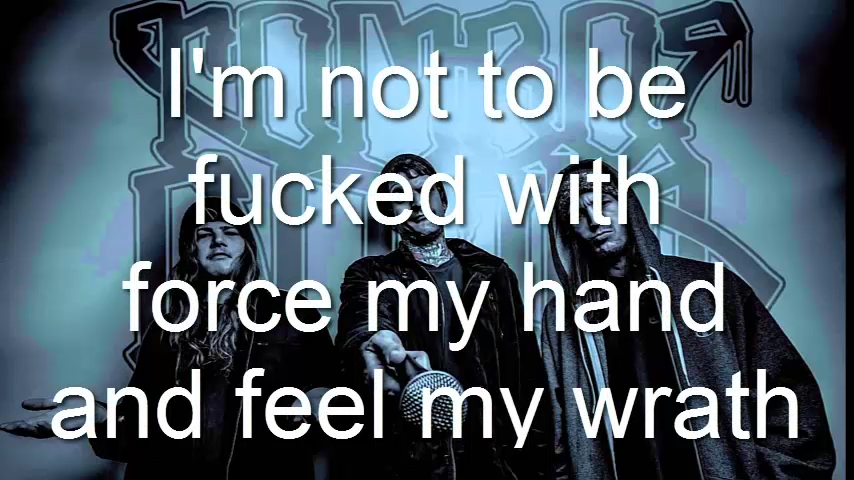 I'm not to be
fucked with
force my hand
and feel my wrath